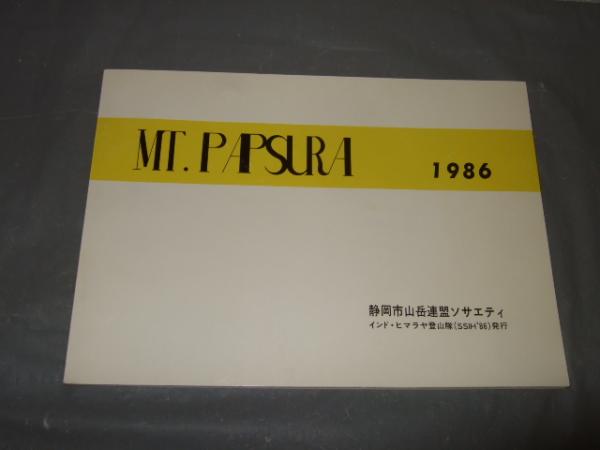 MT. PAPSURA 1986
静岡市山岳連盟ソサエティ
インド・ヒマラヤ登山隊(SSIH'86)発行